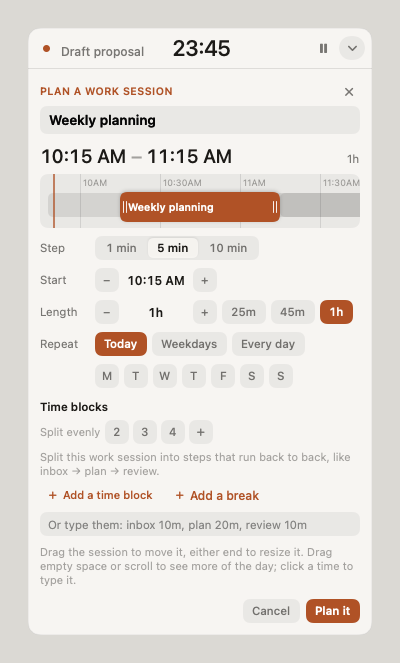 Draft proposal 23:45
PLAN A WORK SESSION
Weekly planning
10:15 AM – 11:15 AM 1h
10AM 10:30AM 11AM 11:30AM
Weekly planning
Step 1 min 5 min 10 min
Start − 10:15 AM +
Length − 1h + 25m 45m 1h
Repeat Today Weekdays Every day
M T W T F S S
Time blocks
Split evenly 2 3 4 +
Split this work session into steps that run back to back, like
inbox → plan → review.
+ Add a time block + Add a break
Or type them: inbox 10m, plan 20m, review 10m
Drag the session to move it, either end to resize it. Drag
empty space or scroll to see more of the day; click a time to
type it.
Cancel Plan it